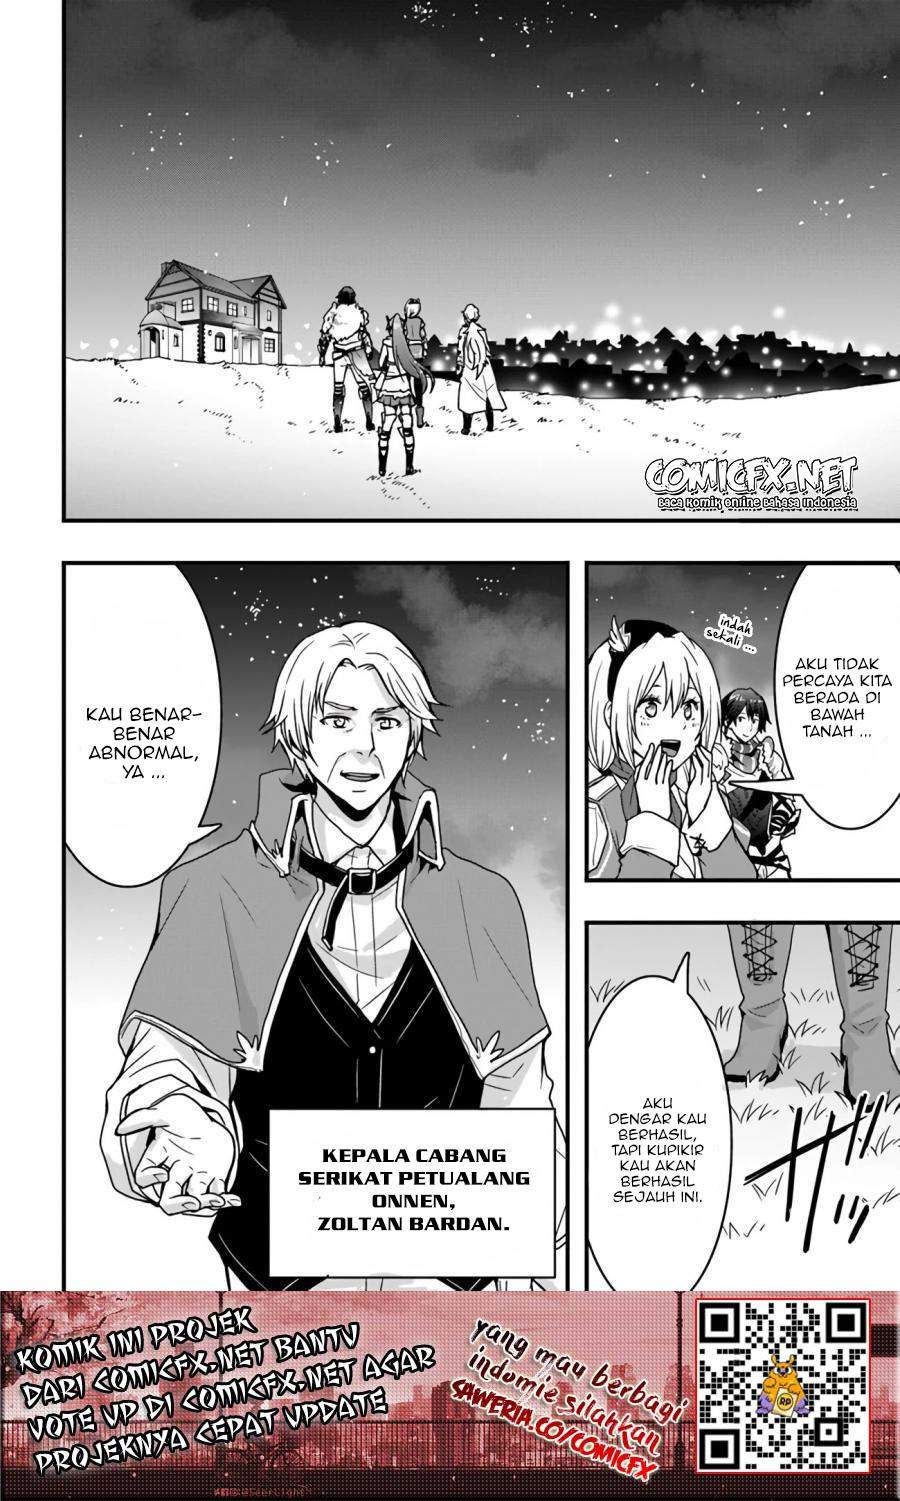 COMICFX.NET
Baca Komik Online Bahasa Indonesia
indah
sekali ...
AKU TIDAK
PERCAYA KITA
BERADA DI
BAWAH
TANAH ...
AKU
DENGAR KAU
BERHASIL,
TAPI KUPIKIR
KAU AKAN
BERHASIL
SEJAUH INI.
KAU BENAR-
BENAR
ABNORMAL,
YA ...
KEPALA CABANG
SERIKAT PETUALANG
ONNEN,
ZOLTAN BARDAN.
KOMIK INI PROJEK
DARI COMICFX.NET BANTU
VOTE UP DI COMICFX.NET AGAR
PROJEKNYA CEPAT UPDATE
yang mau berbagi
indomie silahkan
SAWERIA.CO/COMICFX
RP